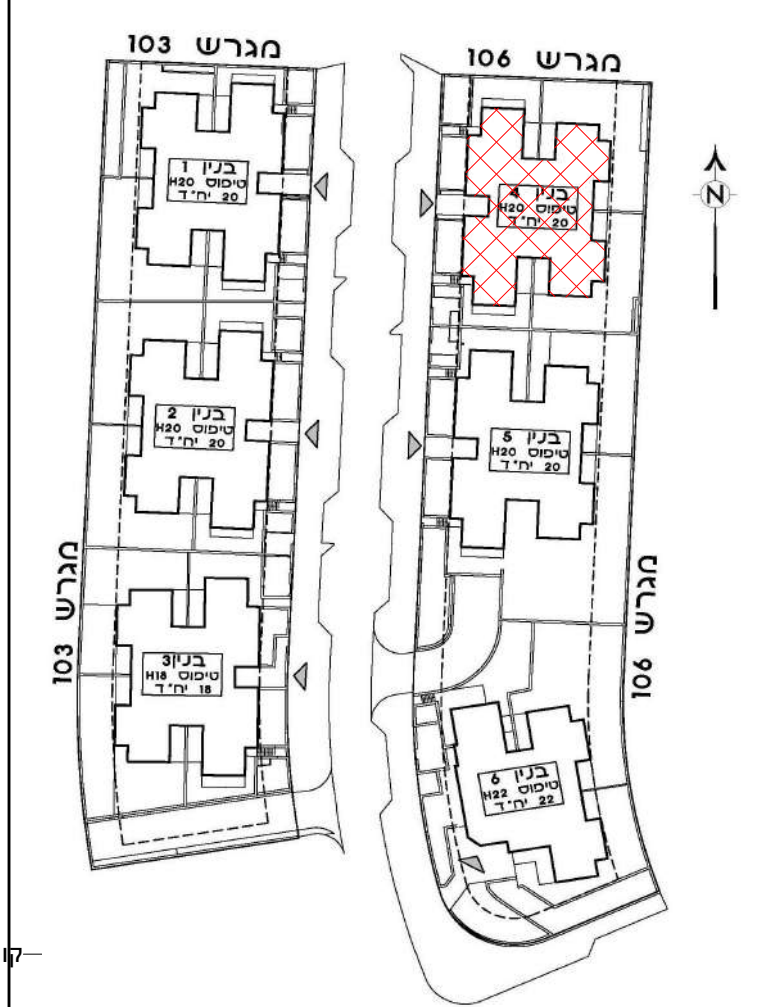 מגרש 103
מגרש 106
בנין 1
טיפוס H20
20 יח"ד
בנין 4
טיפוס H20
20 יח"ד
N
בנין 2
טיפוס H20
20 יח"ד
בנין 5
טיפוס H20
20 יח"ד
מגרש 103
מגרש 106
בנין3
טיפוס H18
18 יח"ד
בנין 6
טיפוס H22
22 יח"ד
קו